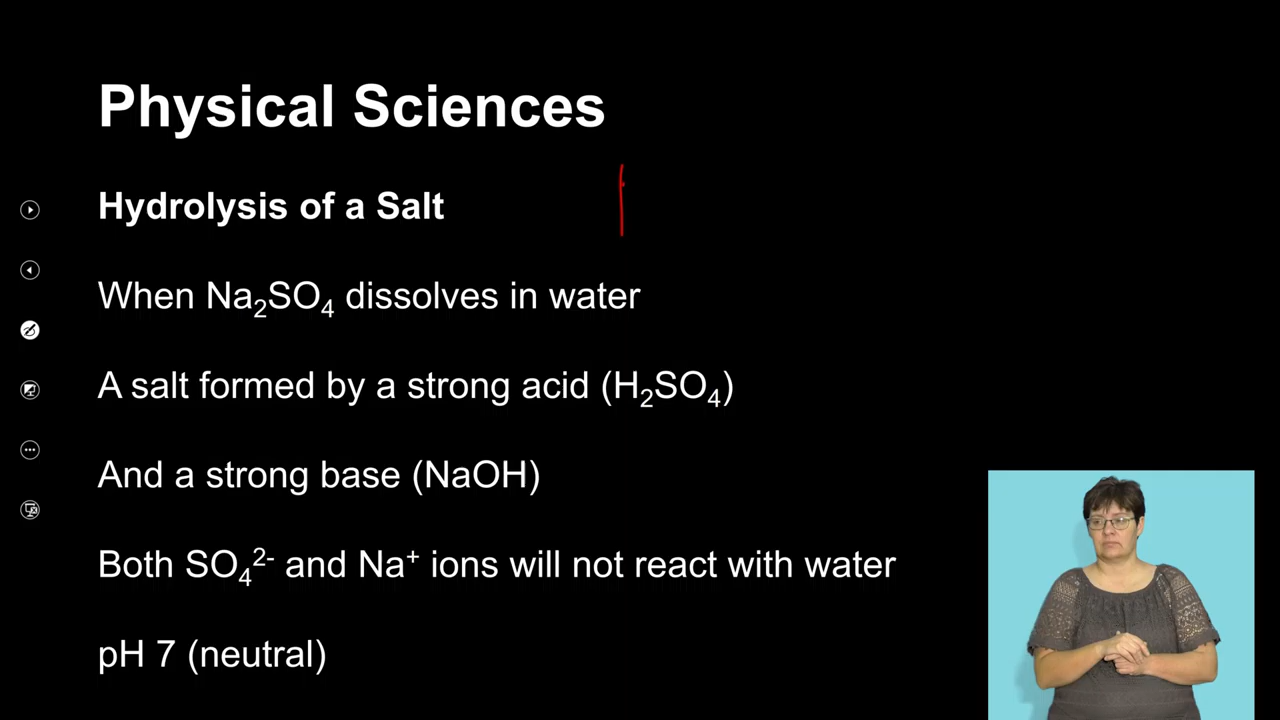 Physical Sciences
Hydrolysis of a Salt
When Na₂SO₄ dissolves in water
A salt formed by a strong acid (H₂SO₄)
And a strong base (NaOH)
Both SO₄²⁻ and Na⁺ ions will not react with water
pH 7 (neutral)